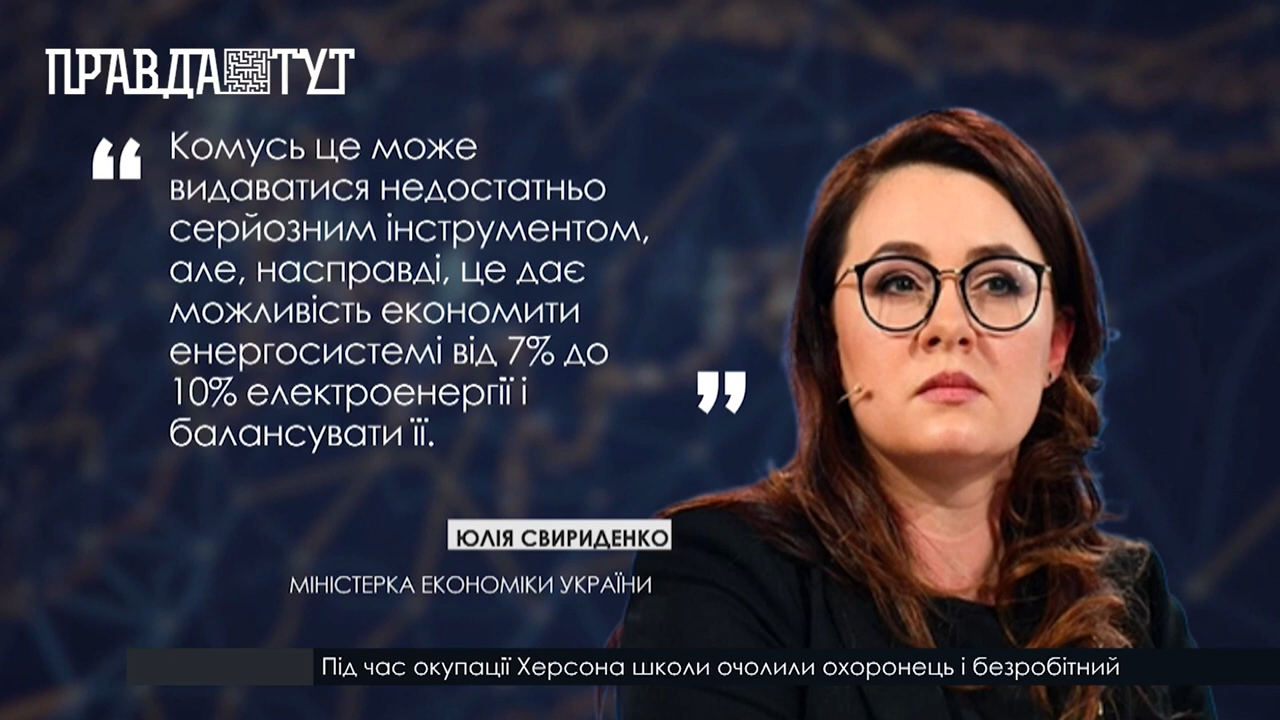 ПРАВДА ТУТ
Комусь це може
видаватися недостатньо
серйозним інструментом,
але, насправді, це дає
можливість економити
енергосистемі від 7% до
10% електроенергії і
балансувати її.
ЮЛІЯ СВИРИДЕНКО
МІНІСТЕРКА ЕКОНОМІКИ УКРАЇНИ
Під час окупації Херсона школи очолили охоронець і безробітний